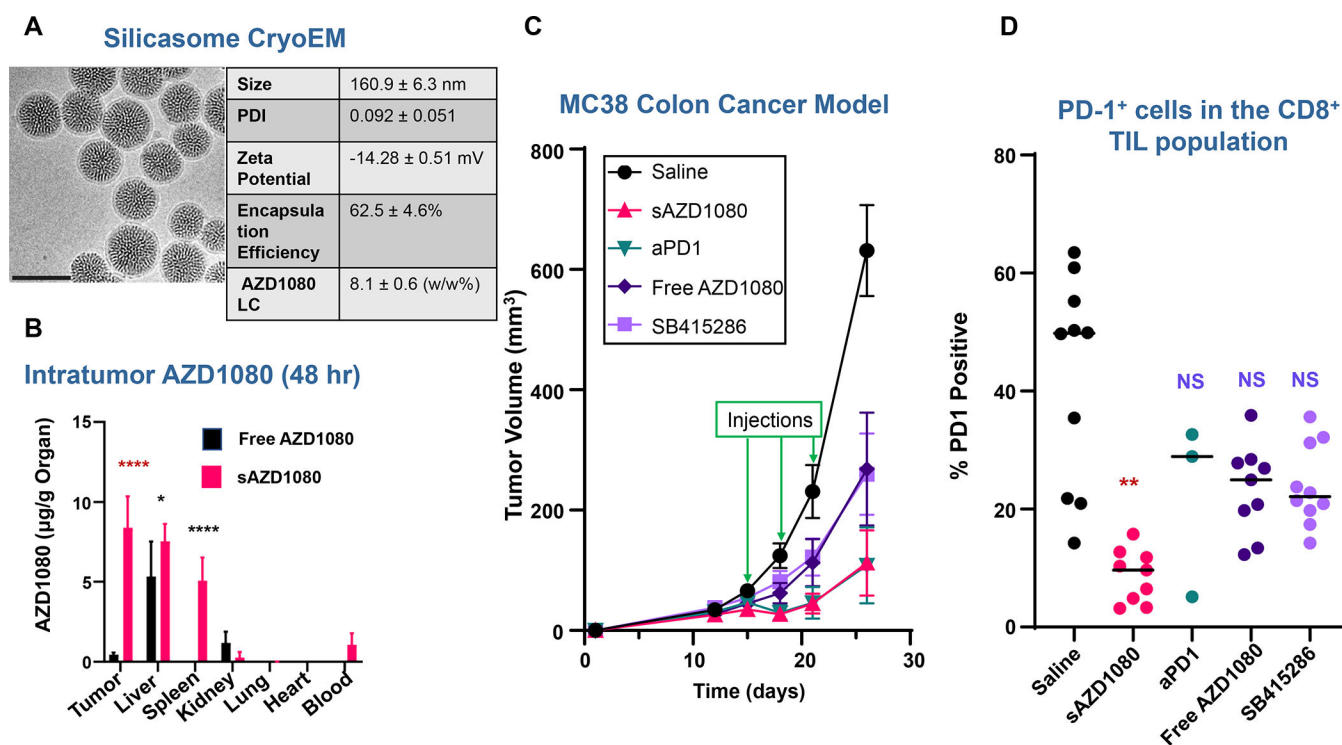 A
Silicasome CryoEM
Size 160.9 ± 6.3 nm
PDI 0.092 ± 0.051
Zeta
Potential
-14.28 ± 0.51 mV
Encapsula
tion
Efficiency
62.5 ± 4.6%
AZD1080
LC
8.1 ± 0.6 (w/w%)
B
Intratumor AZD1080 (48 hr)
AZD1080 (µg/g Organ)
15
10
5
0
Free AZD1080
sAZD1080
****
*
****
Tumor
Liver
Spleen
Kidney
Lung
Heart
Blood
C
MC38 Colon Cancer Model
Tumor Volume (mm³)
800
600
400
200
0
Saline
sAZD1080
aPD1
Free AZD1080
SB415286
Injections
0 10 20 30
Time (days)
D
PD-1⁺ cells in the CD8⁺
TIL population
% PD1 Positive
80
60
40
20
0
**
NS
NS
NS
Saline
sAZD1080
aPD1
Free AZD1080
SB415286